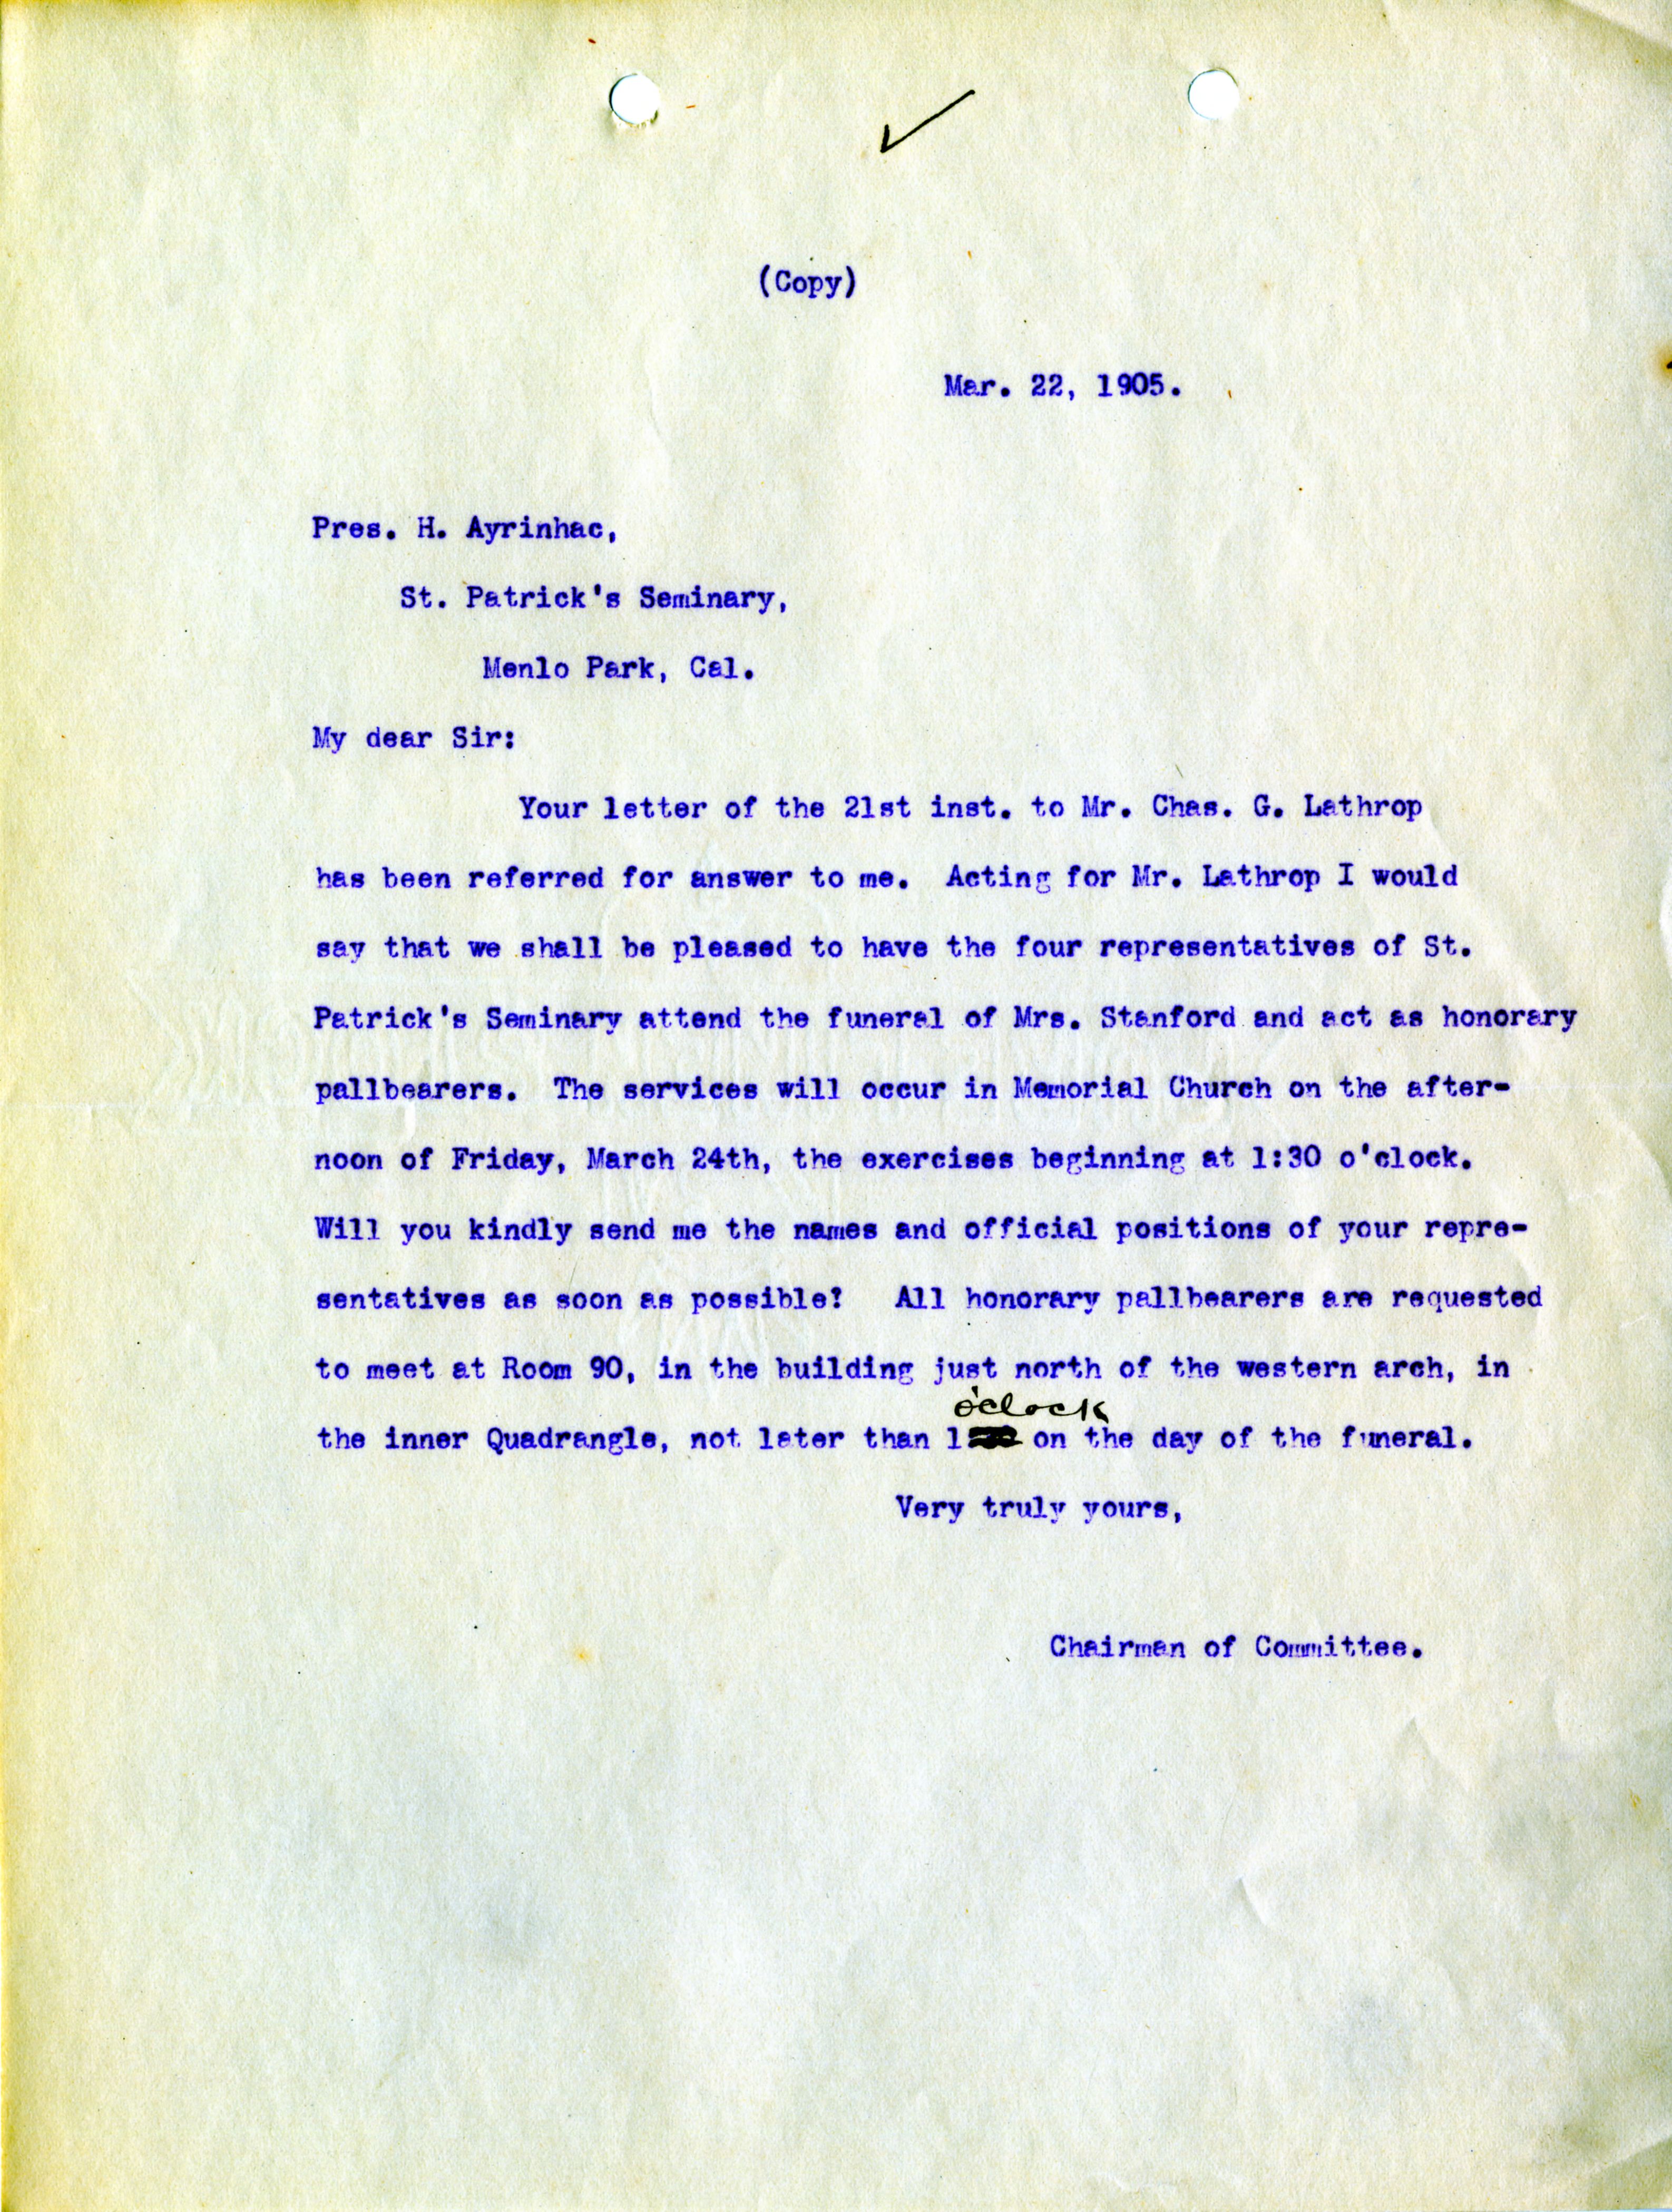 (Copy)
Mar. 22, 1905.
Pres. H. Ayrinhac,
St. Patrick's Seminary,
Menlo Park, Cal.
My dear Sir:
Your letter of the 21st inst. to Mr. Chas. G. Lathrop
has been referred for answer to me. Acting for Mr. Lathrop I would
say that we shall be pleased to have the four representatives of St.
Patrick's Seminary attend the funeral of Mrs. Stanford and act as honorary
pallbearers. The services will occur in Memorial Church on the after-
noon of Friday, March 24th, the exercises beginning at 1:30 o'clock.
Will you kindly send me the names and official positions of your repre-
sentatives as soon as possible? All honorary pallbearers are requested
to meet at Room 90, in the building just north of the western arch, in
o'clock
the inner Quadrangle, not later than 1 on the day of the funeral.
Very truly yours,
Chairman of Committee.